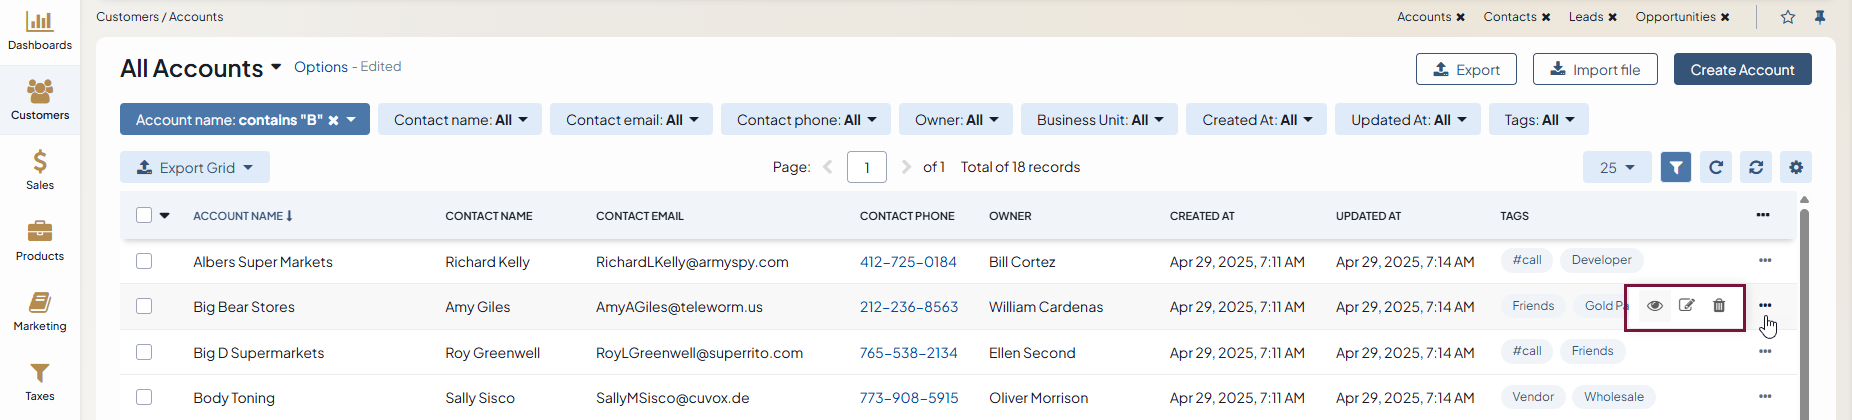 Dashboards
Customers
Sales
Products
Marketing
Taxes
Customers / Accounts
Accounts ✖ Contacts ✖ Leads ✖ Opportunities ✖
All Accounts Options - Edited
Export Import file Create Account
Account name: contains "B" ✖ Contact name: All Contact email: All Contact phone: All Owner: All Business Unit: All Created At: All Updated At: All Tags: All
Export Grid Page: 1 of 1 Total of 18 records 25
ACCOUNT NAME CONTACT NAME CONTACT EMAIL CONTACT PHONE OWNER CREATED AT UPDATED AT TAGS
Albers Super Markets Richard Kelly RichardLKelly@armyspy.com 412-725-0184 Bill Cortez Apr 29, 2025, 7:11 AM Apr 29, 2025, 7:14 AM #call Developer
Big Bear Stores Amy Giles AmyAGiles@teleworm.us 212-236-8563 William Cardenas Apr 29, 2025, 7:11 AM Apr 29, 2025, 7:14 AM Friends Gold
Big D Supermarkets Roy Greenwell RoyLGreenwell@superrito.com 765-538-2134 Ellen Second Apr 29, 2025, 7:11 AM Apr 29, 2025, 7:14 AM #call Friends
Body Toning Sally Sisco SallyMSisco@cuvox.de 773-908-5915 Oliver Morrison Apr 29, 2025, 7:11 AM Apr 29, 2025, 7:14 AM Vendor Wholesale